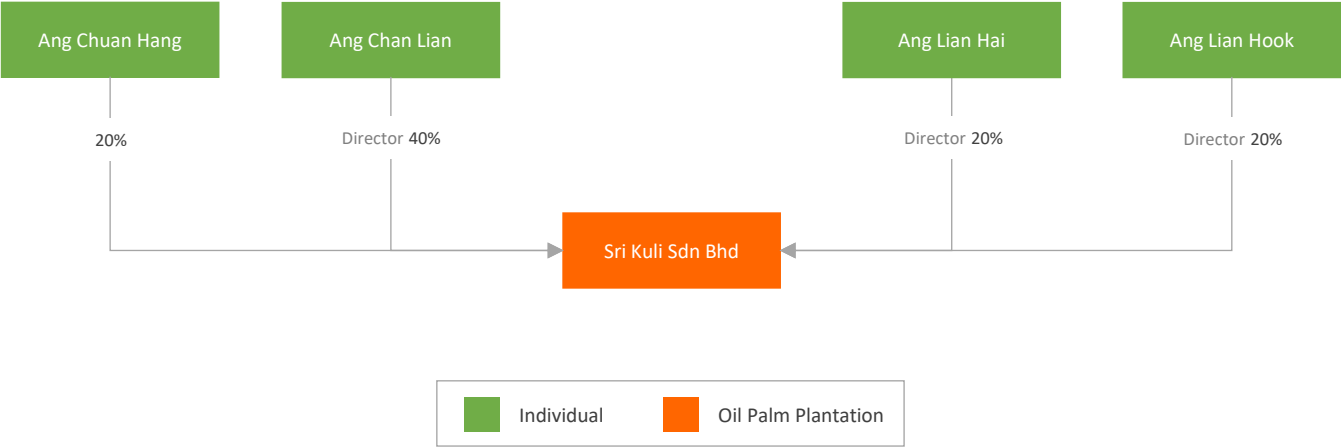 Ang Chuan Hang
Ang Chan Lian
Ang Lian Hai
Ang Lian Hook
20%
Director 40%
Director 20%
Director 20%
Sri Kuli Sdn Bhd
Individual
Oil Palm Plantation